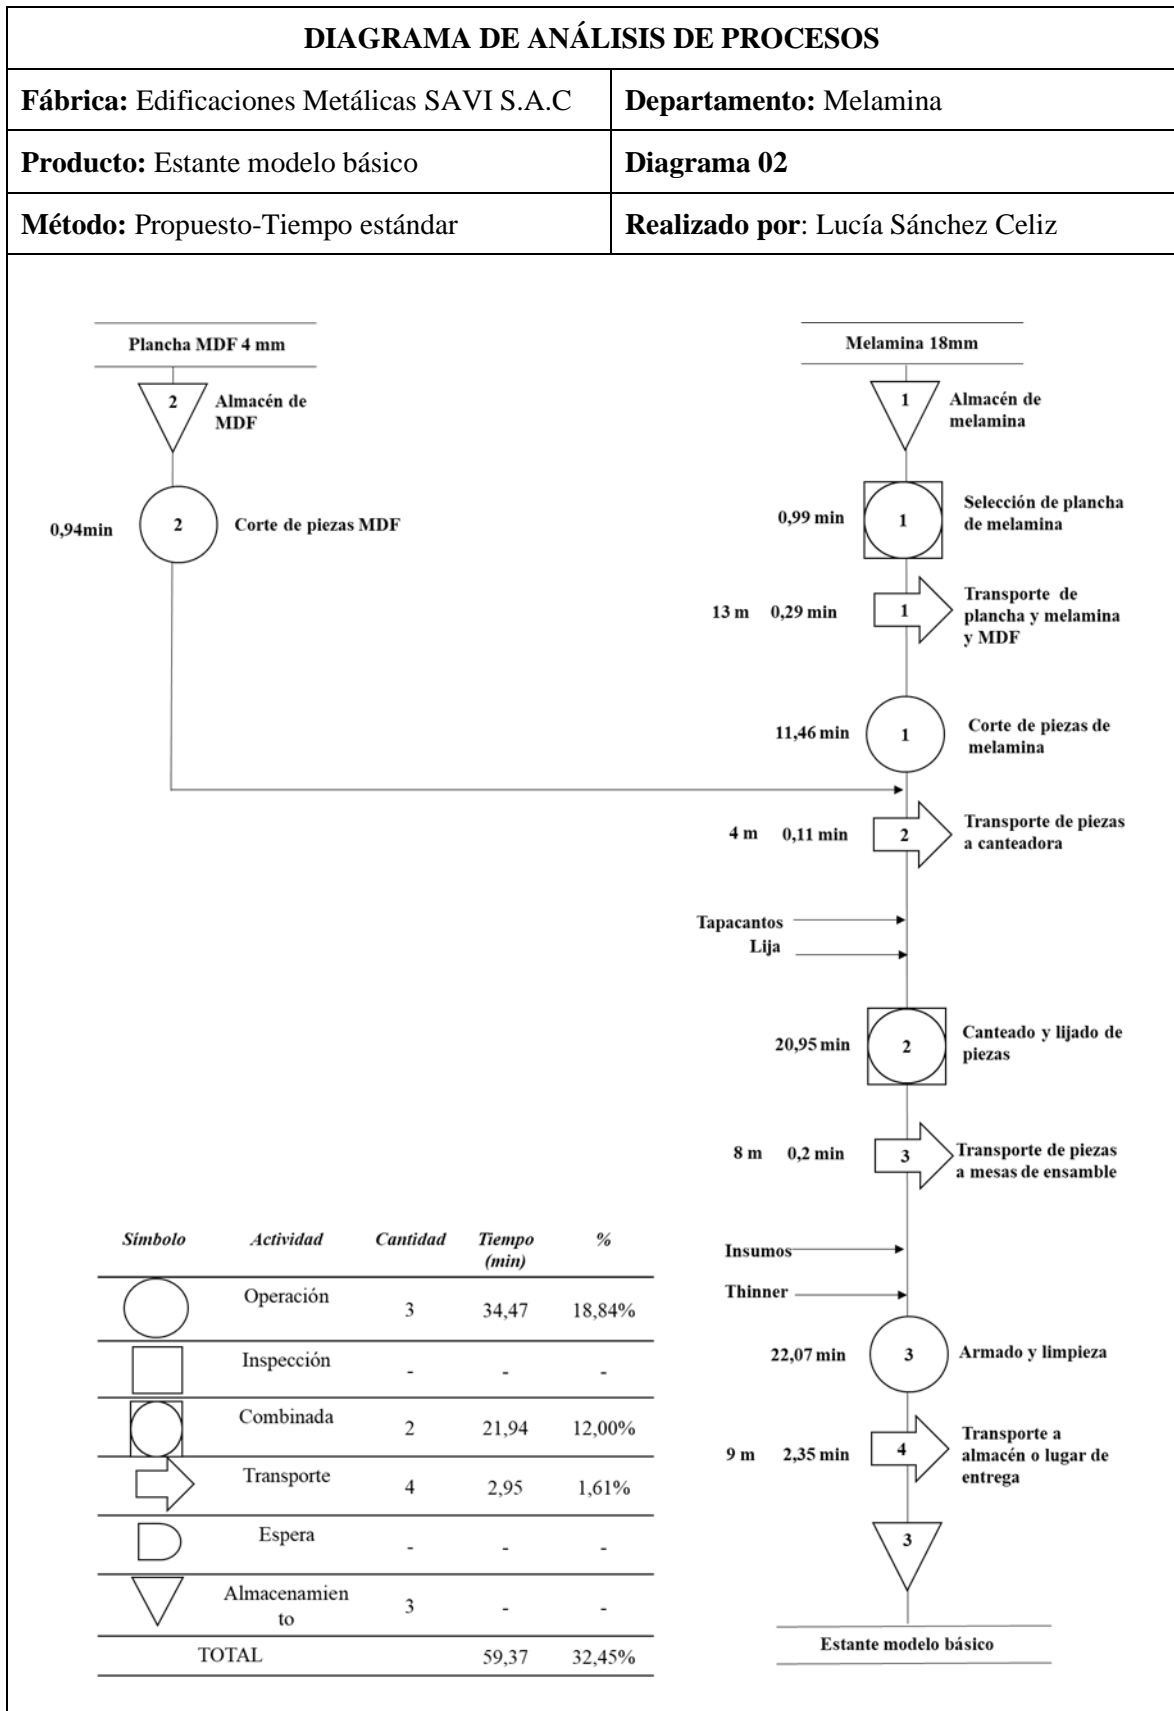 DIAGRAMA DE ANÁLISIS DE PROCESOS
Fábrica: Edificaciones Metálicas SAVI S.A.C
Departamento: Melamina
Producto: Estante modelo básico
Diagrama 02
Método: Propuesto-Tiempo estándar
Realizado por: Lucía Sánchez Celiz
Plancha MDF 4 mm
2
Almacén de
MDF
0,94min
2
Corte de piezas MDF
Melamina 18mm
1
Almacén de
melamina
0,99 min
1
Selección de plancha
de melamina
13 m 0,29 min
1
Transporte de
plancha y melamina
y MDF
11,46 min
1
Corte de piezas de
melamina
4 m 0,11 min
2
Transporte de piezas
a canteadora
Tapacantos
Lija
20,95 min
2
Canteado y lijado de
piezas
8 m 0,2 min
3
Transporte de piezas
a mesas de ensamble
Insumos
Thinner
22,07 min
3
Armado y limpieza
9 m 2,35 min
4
Transporte a
almacén o lugar de
entrega
3
Estante modelo básico
Símbolo Actividad Cantidad Tiempo %
(min)
Operación 3 34,47 18,84%
Inspección - - -
Combinada 2 21,94 12,00%
Transporte 4 2,95 1,61%
Espera - - -
Almacenamien
to 3 - -
TOTAL 59,37 32,45%